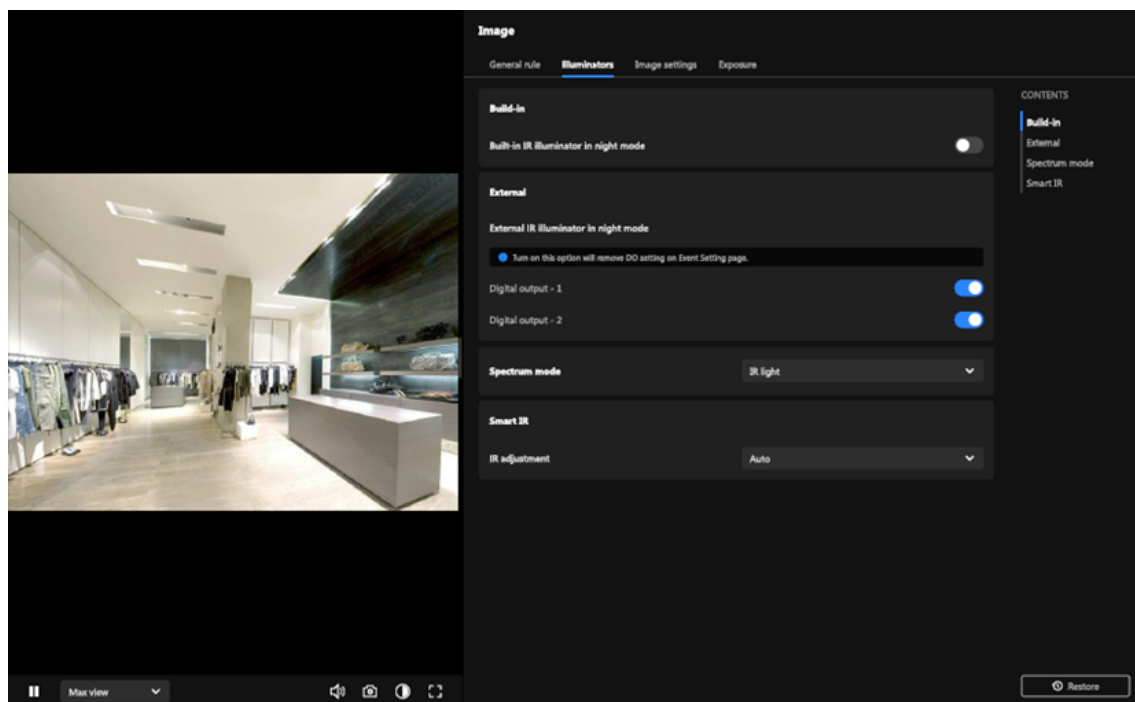 Image
General rule Illuminators Image settings Exposure
Build-in
Built-in IR illuminator in night mode
External
External IR illuminator in night mode
Turn on this option will remove DO setting on Event Setting page.
Digital output - 1
Digital output - 2
Spectrum mode IR light
Smart IR
IR adjustment Auto
CONTENTS
Build-in
External
Spectrum mode
Smart IR
Max view
Restore